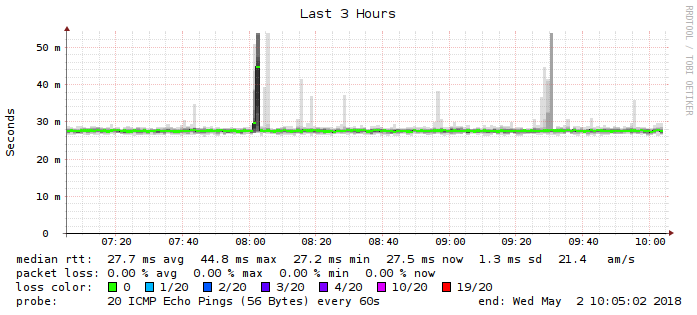 Last 3 Hours
RRDTOOL / TOBI OETIKER
Seconds
50 m
40 m
30 m
20 m
10 m
0
07:20 07:40 08:00 08:20 08:40 09:00 09:20 09:40 10:00
median rtt: 27.7 ms avg 44.8 ms max 27.2 ms min 27.5 ms now 1.3 ms sd 21.4 am/s
packet loss: 0.00 % avg 0.00 % max 0.00 % min 0.00 % now
loss color: 0 1/20 2/20 3/20 4/20 10/20 19/20
probe: 20 ICMP Echo Pings (56 Bytes) every 60s end: Wed May 2 10:05:02 2018